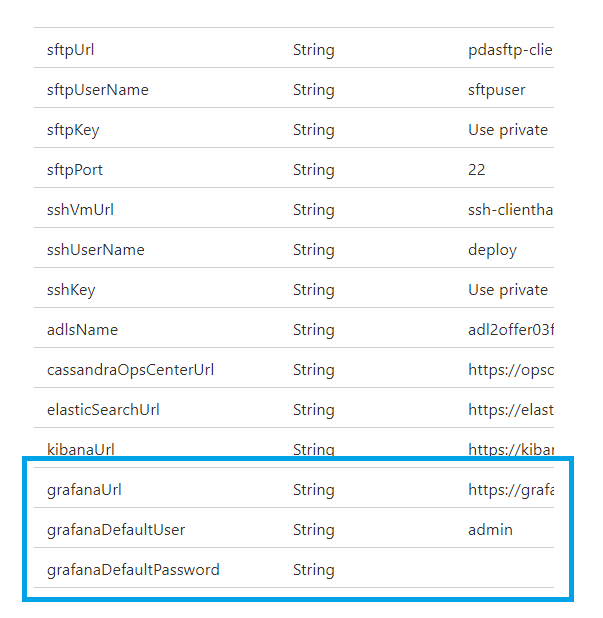 sftpUrl String pdasftp-clie
sftpUserName String sftpuser
sftpKey String Use private
sftpPort String 22
sshVmUrl String ssh-clientha
sshUserName String deploy
sshKey String Use private
adlsName String adl2offer03f
cassandraOpsCenterUrl String https://opsc
elasticSearchUrl String https://elast
kibanaUrl String https://kibar
grafanaUrl String https://grafa
grafanaDefaultUser String admin
grafanaDefaultPassword String